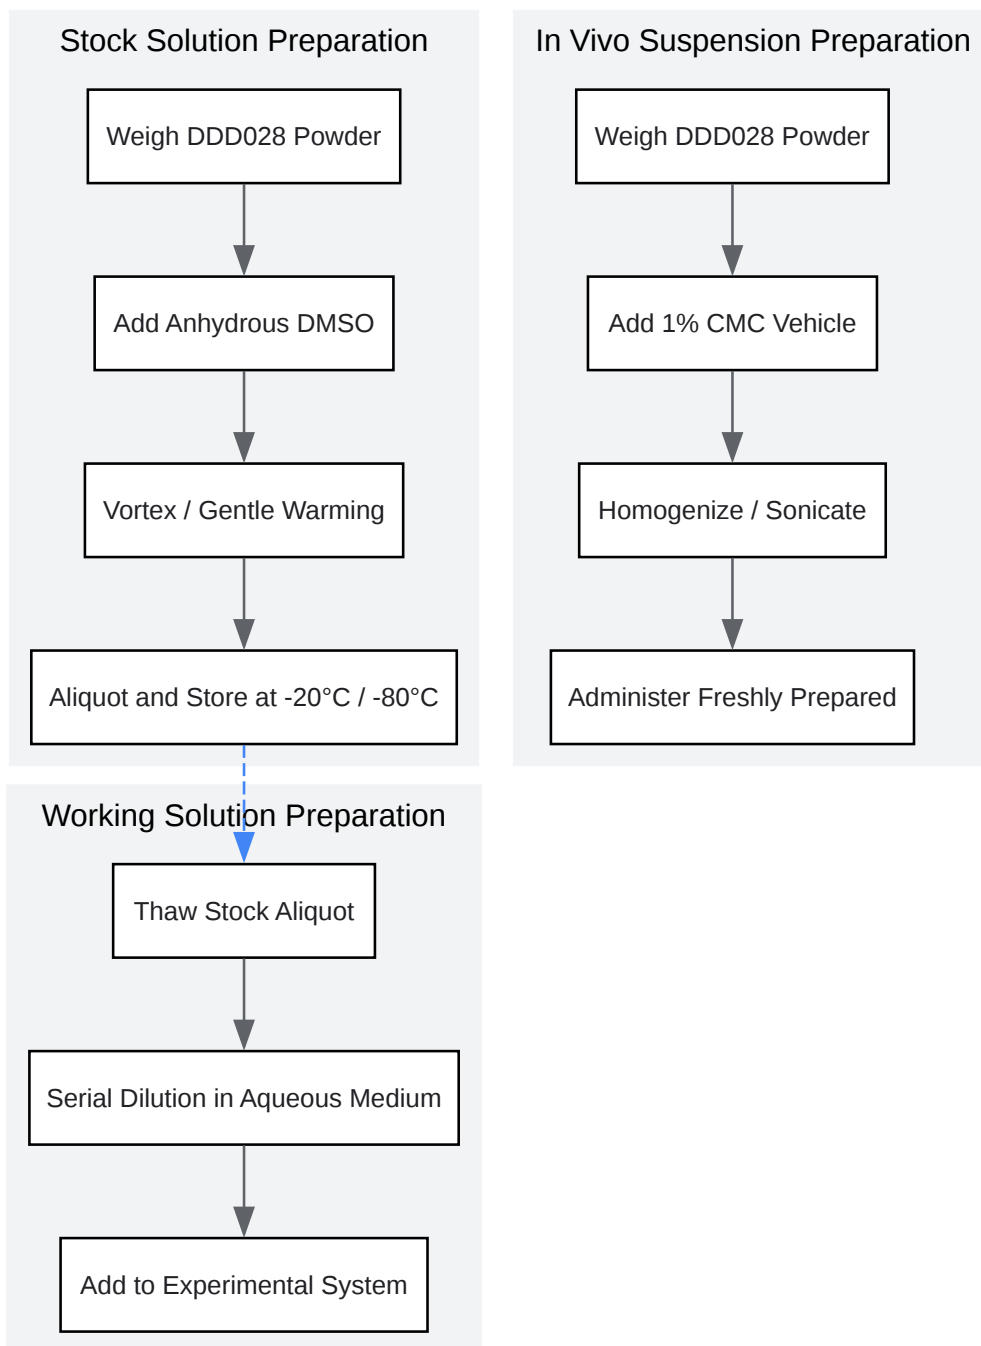 Stock Solution Preparation
Weigh DDD028 Powder
Add Anhydrous DMSO
Vortex / Gentle Warming
Aliquot and Store at -20°C / -80°C
Working Solution Preparation
Thaw Stock Aliquot
Serial Dilution in Aqueous Medium
Add to Experimental System
In Vivo Suspension Preparation
Weigh DDD028 Powder
Add 1% CMC Vehicle
Homogenize / Sonicate
Administer Freshly Prepared